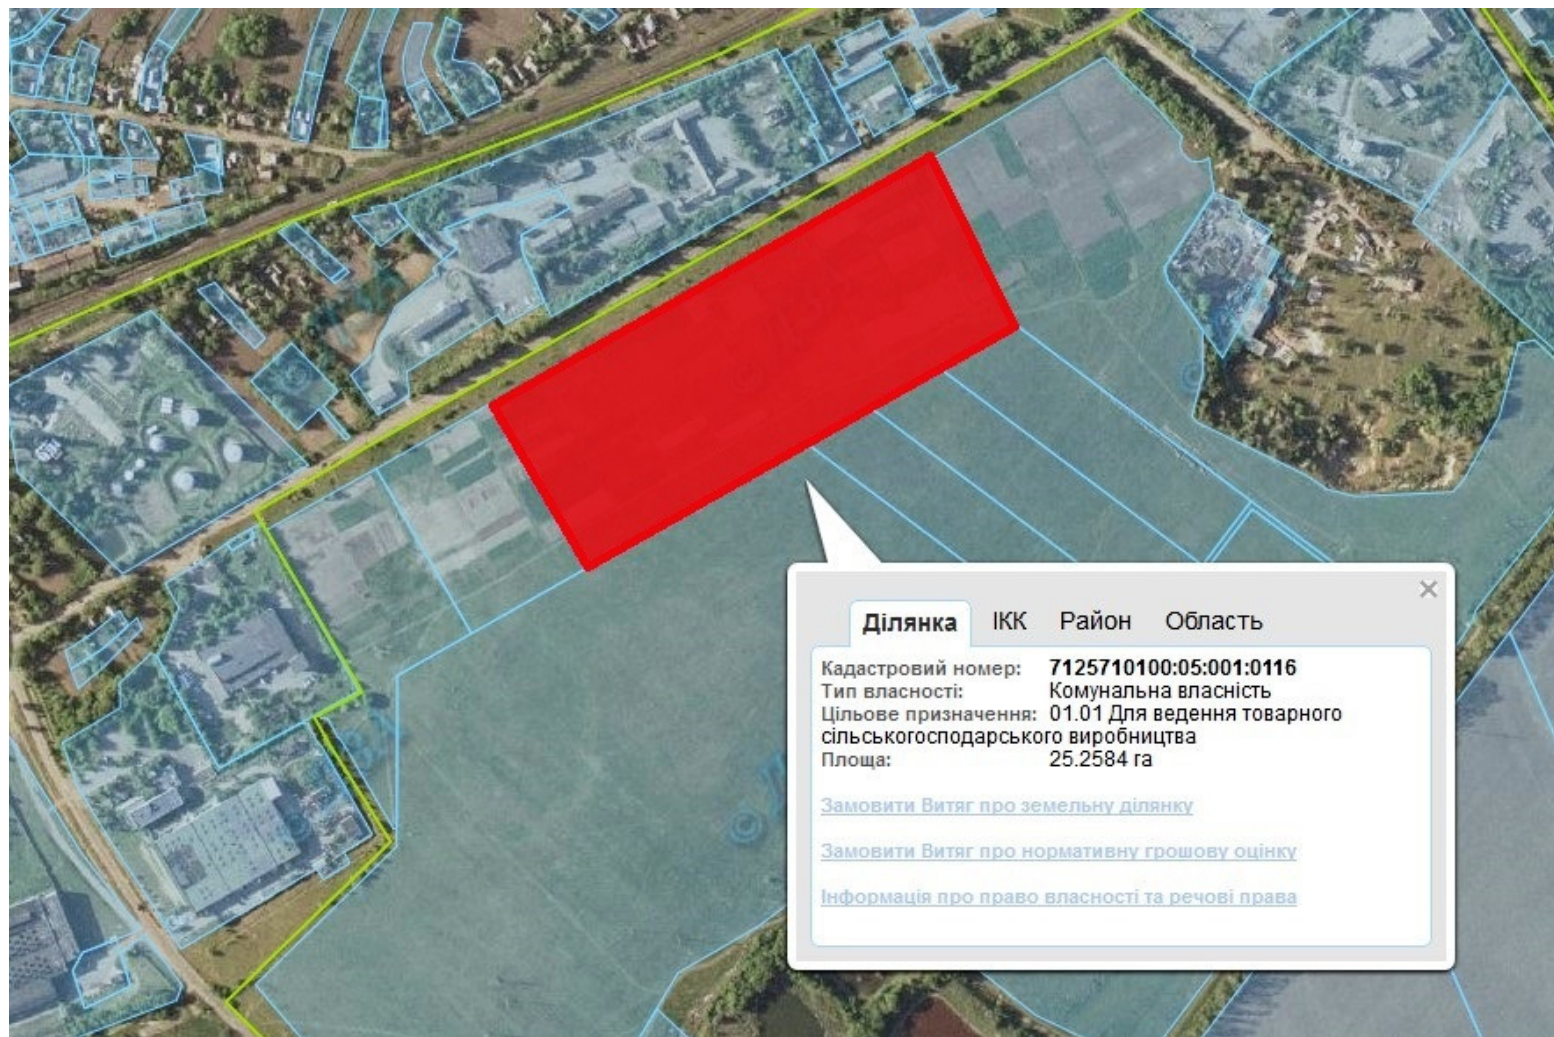 Ділянка ІКК Район Область
Кадастровий номер: 7125710100:05:001:0116
Тип власності: Комунальна власність
Цільове призначення: 01.01 Для ведення товарного
сільськогосподарського виробництва
Площа: 25.2584 га
Замовити Витяг про земельну ділянку
Замовити Витяг про нормативну грошову оцінку
Інформація про право власності та речові права